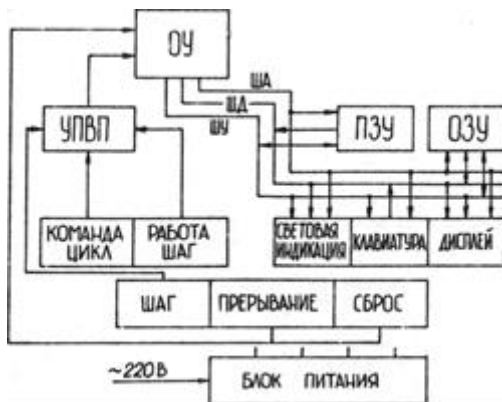 ОУ
ША
ШД
ШУ
ПЗУ
ОЗУ
УПВП
КОМАНДА
ЦИКЛ
РАБОТА
ШАГ
СВЕТОВАЯ
ИНДИКАЦИЯ
КЛАВИАТУРА
ДИСПЛЕЙ
ШАГ
ПРЕРЫВАНИЕ
СБРОС
~220В
БЛОК ПИТАНИЯ